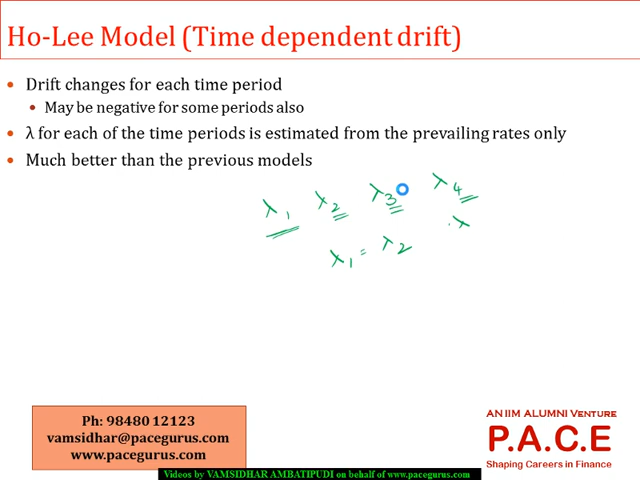 Ho-Lee Model (Time dependent drift)
• Drift changes for each time period
• May be negative for some periods also
• λ for each of the time periods is estimated from the prevailing rates only
• Much better than the previous models
λ1 λ2 λ3 λ4
λ1 = λ2
λ
Ph: 98480 12123
vamsidhar@pacegurus.com
www.pacegurus.com
AN IIM ALUMNI VENTURE
P.A.C.E
Shaping Careers in Finance
Videos by VAMSIDHAR AMBATIPUDI on behalf of www.pacegurus.com